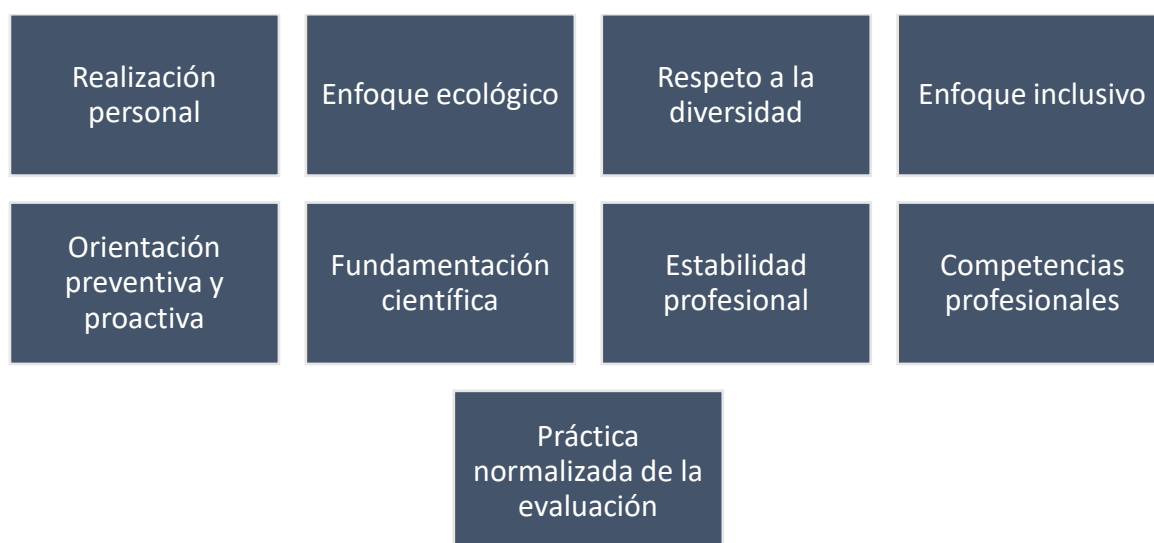 Realización
personal
Enfoque ecológico
Respeto a la
diversidad
Enfoque inclusivo
Orientación
preventiva y
proactiva
Fundamentación
científica
Estabilidad
profesional
Competencias
profesionales
Práctica
normalizada de la
evaluación